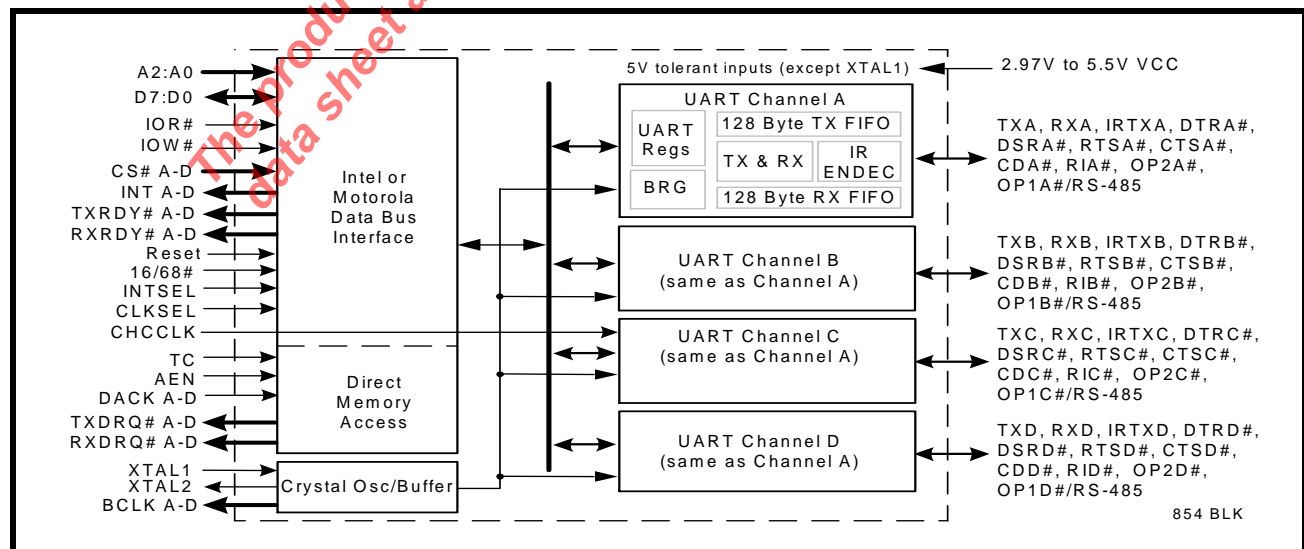 The produ
data sheet a
A2:A0
D7:D0
IOR#
IOW#
CS# A-D
INT A-D
TXRDY# A-D
RXRDY# A-D
Reset
16/68#
INTSEL
CLKSEL
CHCCLK
TC
AEN
DACK A-D
TXDRQ# A-D
RXDRQ# A-D
XTAL1
XTAL2
BCLK A-D
Intel or
Motorola
Data Bus
Interface
Direct
Memory
Access
Crystal Osc/Buffer
5V tolerant inputs (except XTAL1)
2.97V to 5.5V VCC
UART Channel A
UART
Regs
BRG
128 Byte TX FIFO
TX & RX
IR
ENDEC
128 Byte RX FIFO
TXA, RXA, IRTXA, DTRA#,
DSRA#, RTSA#, CTSA#,
CDA#, RIA#, OP2A#,
OP1A#/RS-485
UART Channel B
(same as Channel A)
TXB, RXB, IRTXB, DTRB#,
DSRB#, RTSB#, CTSB#,
CDB#, RIB#, OP2B#,
OP1B#/RS-485
UART Channel C
(same as Channel A)
TXC, RXC, IRTXC, DTRC#,
DSRC#, RTSC#, CTSC#,
CDC#, RIC#, OP2C#,
OP1C#/RS-485
UART Channel D
(same as Channel A)
TXD, RXD, IRTXD, DTRD#,
DSRD#, RTSD#, CTSD#,
CDD#, RID#, OP2D#,
OP1D#/RS-485
854 BLK